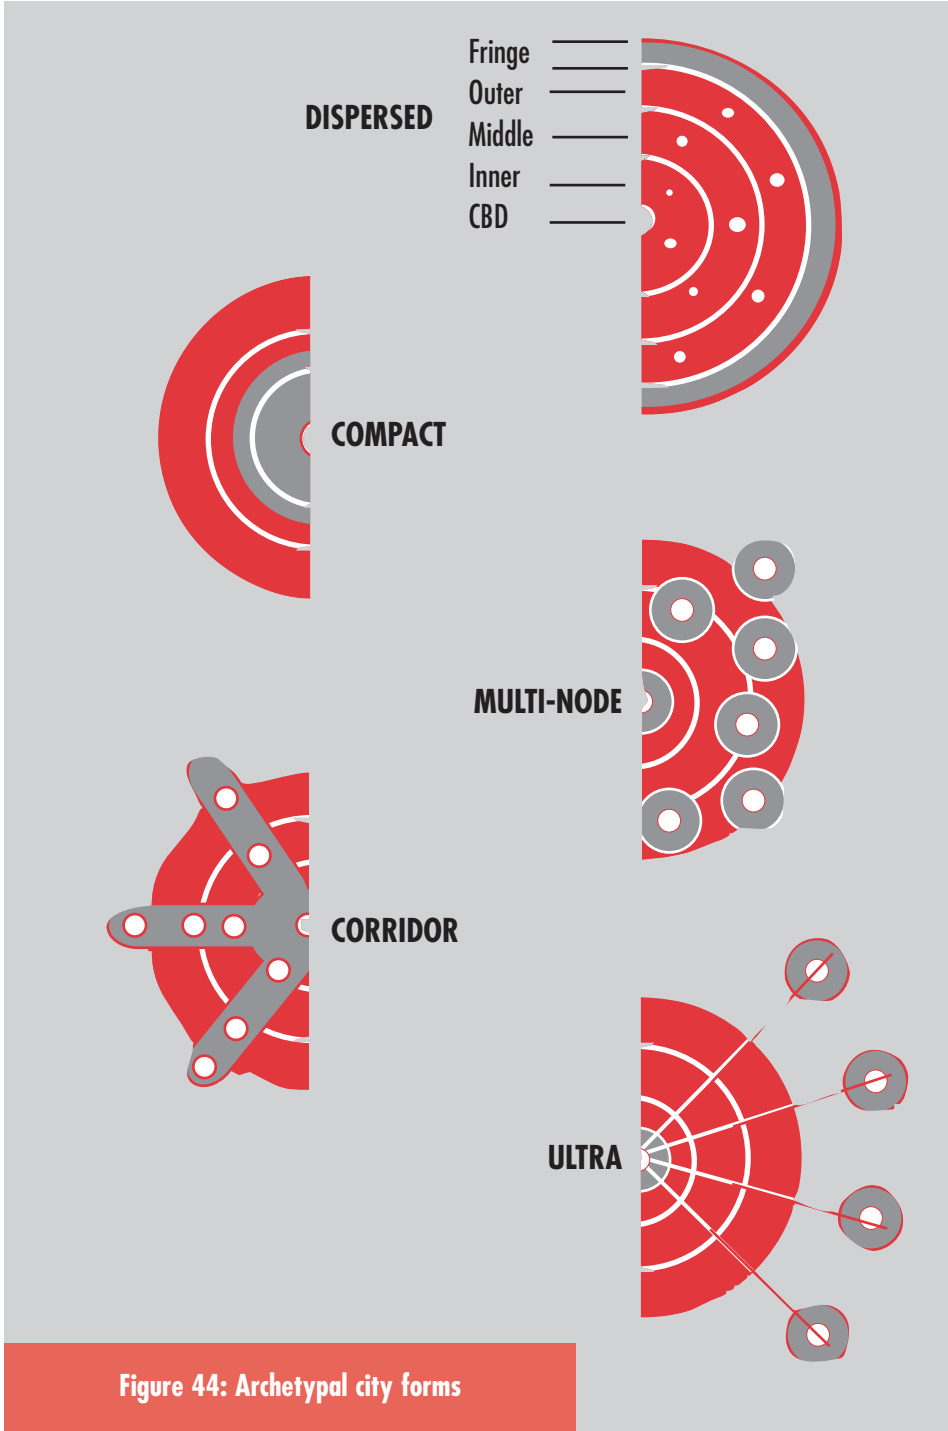 Fringe
Outer
DISPERSED
Middle
Inner
CBD
COMPACT
MULTI-NODE
CORRIDOR
ULTRA
Figure 44: Archetypal city forms